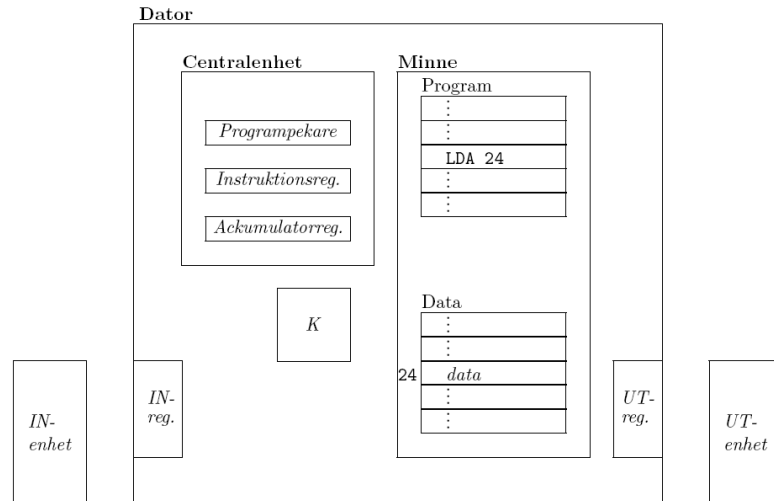 Dator
Centralenhet
Programpekare
Instruktionsreg.
Ackumulatorreg.
K
Minne
Program
⋮
⋮
LDA 24
⋮
⋮
Data
⋮
⋮
24 data
⋮
⋮
IN-
enhet
IN-
reg.
UT-
reg.
UT-
enhet